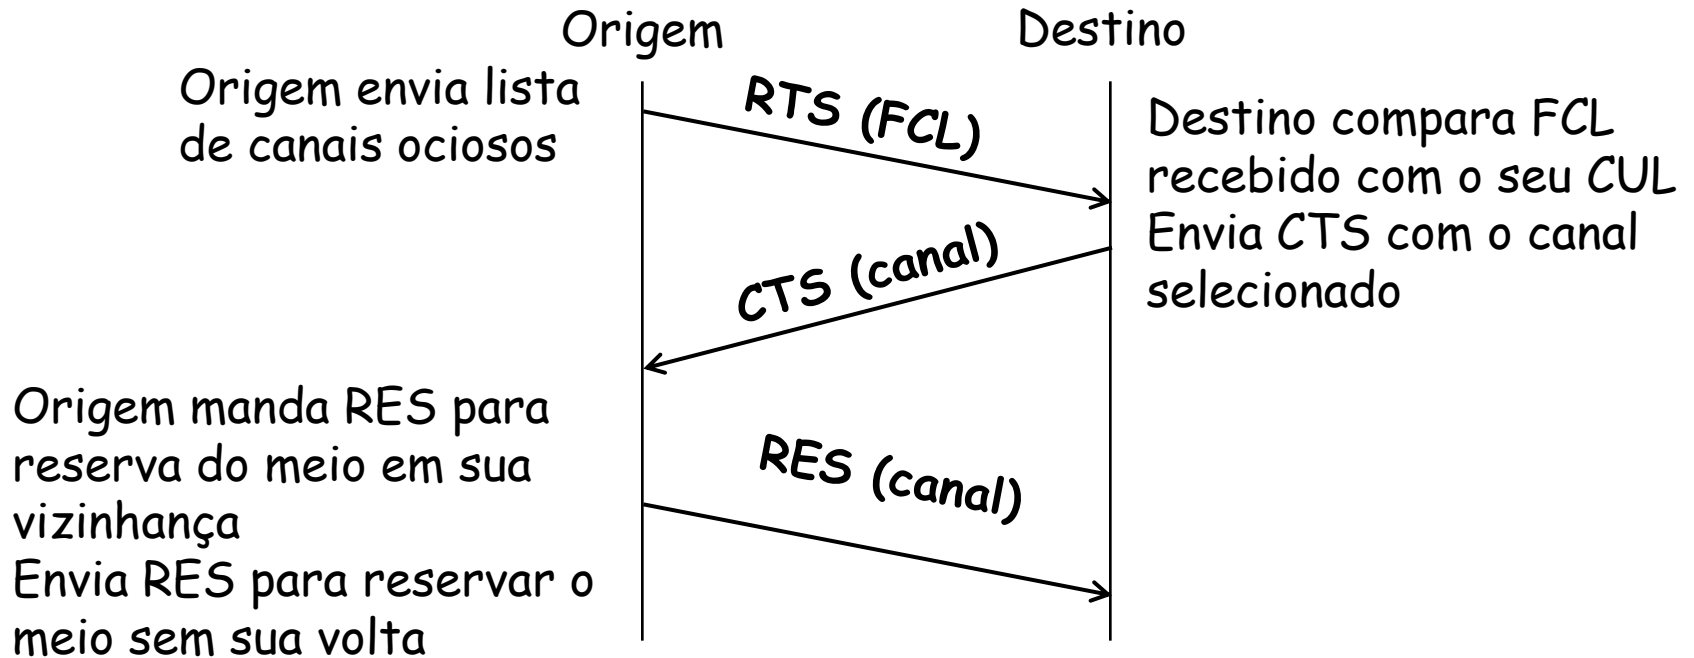 Origem
Destino
Origem envia lista
de canais ociosos
RTS (FCL)
Destino compara FCL
recebido com o seu CUL
Envia CTS com o canal
selecionado
CTS (canal)
Origem manda RES para
reserva do meio em sua
vizinhança
Envia RES para reservar o
meio sem sua volta
RES (canal)